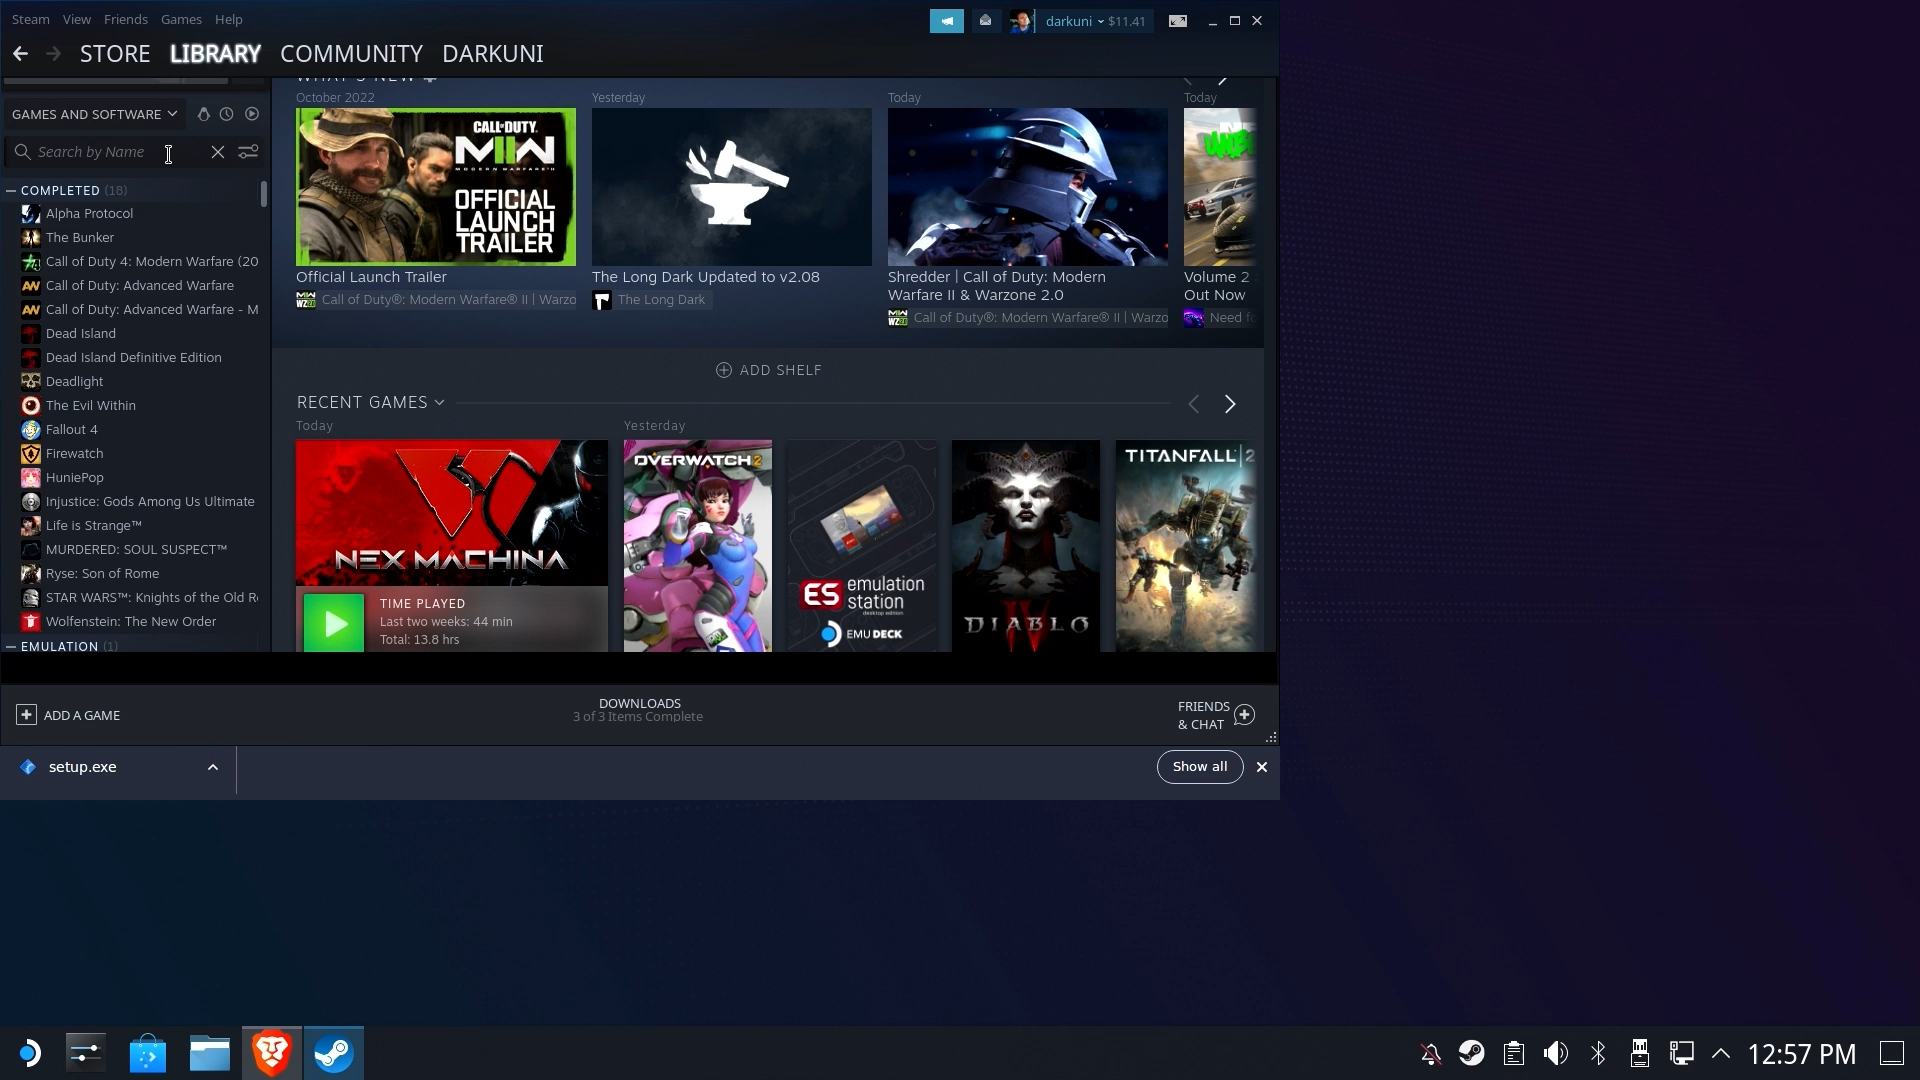 Steam View Friends Games Help
darkuni $11.41
STORE LIBRARY COMMUNITY DARKUNI
WHAT'S NEW
GAMES AND SOFTWARE
Search by Name
COMPLETED (18)
Alpha Protocol
The Bunker
Call of Duty 4: Modern Warfare (20
Call of Duty: Advanced Warfare
Call of Duty: Advanced Warfare - M
Dead Island
Dead Island Definitive Edition
Deadlight
The Evil Within
Fallout 4
Firewatch
HuniePop
Injustice: Gods Among Us Ultimate
Life is Strange™
MURDERED: SOUL SUSPECT™
Ryse: Son of Rome
STAR WARS™: Knights of the Old R
Wolfenstein: The New Order
EMULATION (1)
October 2022
CALL OF DUTY.
MWII
MODERN WARFARE II
OFFICIAL
LAUNCH
TRAILER
Official Launch Trailer
Call of Duty®: Modern Warfare® II | Warzo
Yesterday
The Long Dark Updated to v2.08
The Long Dark
Today
Shredder | Call of Duty: Modern
Warfare II & Warzone 2.0
Call of Duty®: Modern Warfare® II | Warzo
Today
Volume 2
Out Now
Need fo
ADD SHELF
RECENT GAMES
Today
Yesterday
NEX MACHINA
TIME PLAYED
Last two weeks: 44 min
Total: 13.8 hrs
OVERWATCH 2
ES emulation
station
desktop edition
EMUDECK
DIABLO
IV
TITANFALL 2
ADD A GAME
DOWNLOADS
3 of 3 Items Complete
FRIENDS
& CHAT
setup.exe
Show all
12:57 PM